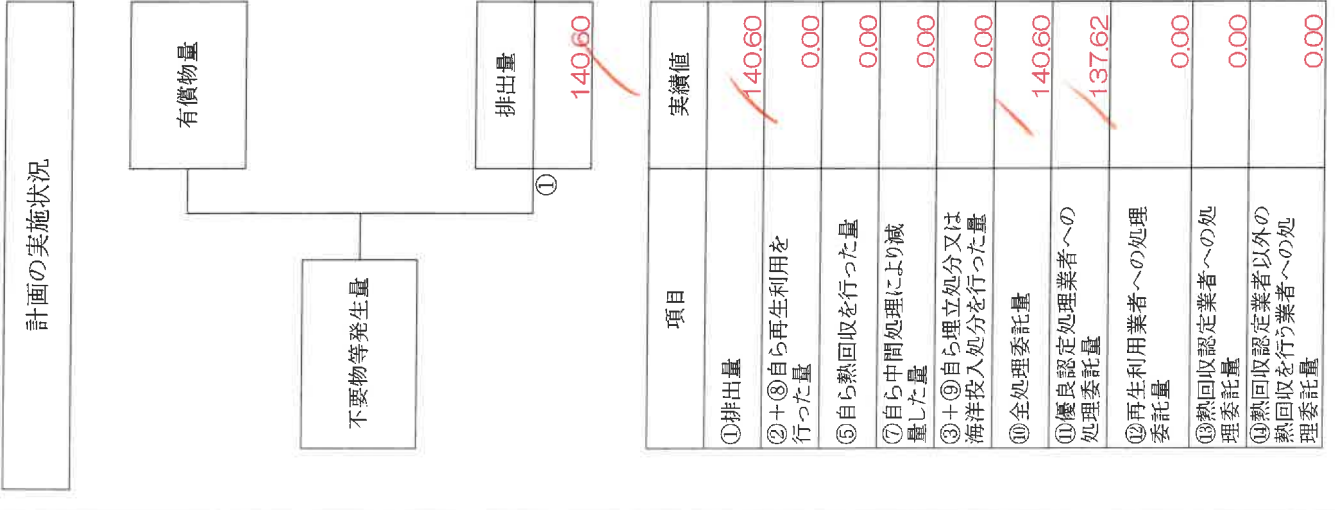 計画の実施状況
有償物量
不要物等発生量
排出量
①
140.60
項目
実績値
①排出量
140.60
②+⑧自ら再生利用を
行った量
0.00
⑤自ら熱回収を行った量
0.00
⑦自ら中間処理により減
量した量
0.00
③+⑨自ら埋立処分又は
海洋投入処分を行った量
0.00
⑩全処理委託量
140.60
⑪優良認定処理業者への
処理委託量
137.62
⑫再生利用業者への処理
委託量
0.00
⑬熱回収認定業者への処
理委託量
0.00
⑭熱回収認定業者以外の
熱回収を行う業者への処
理委託量
0.00